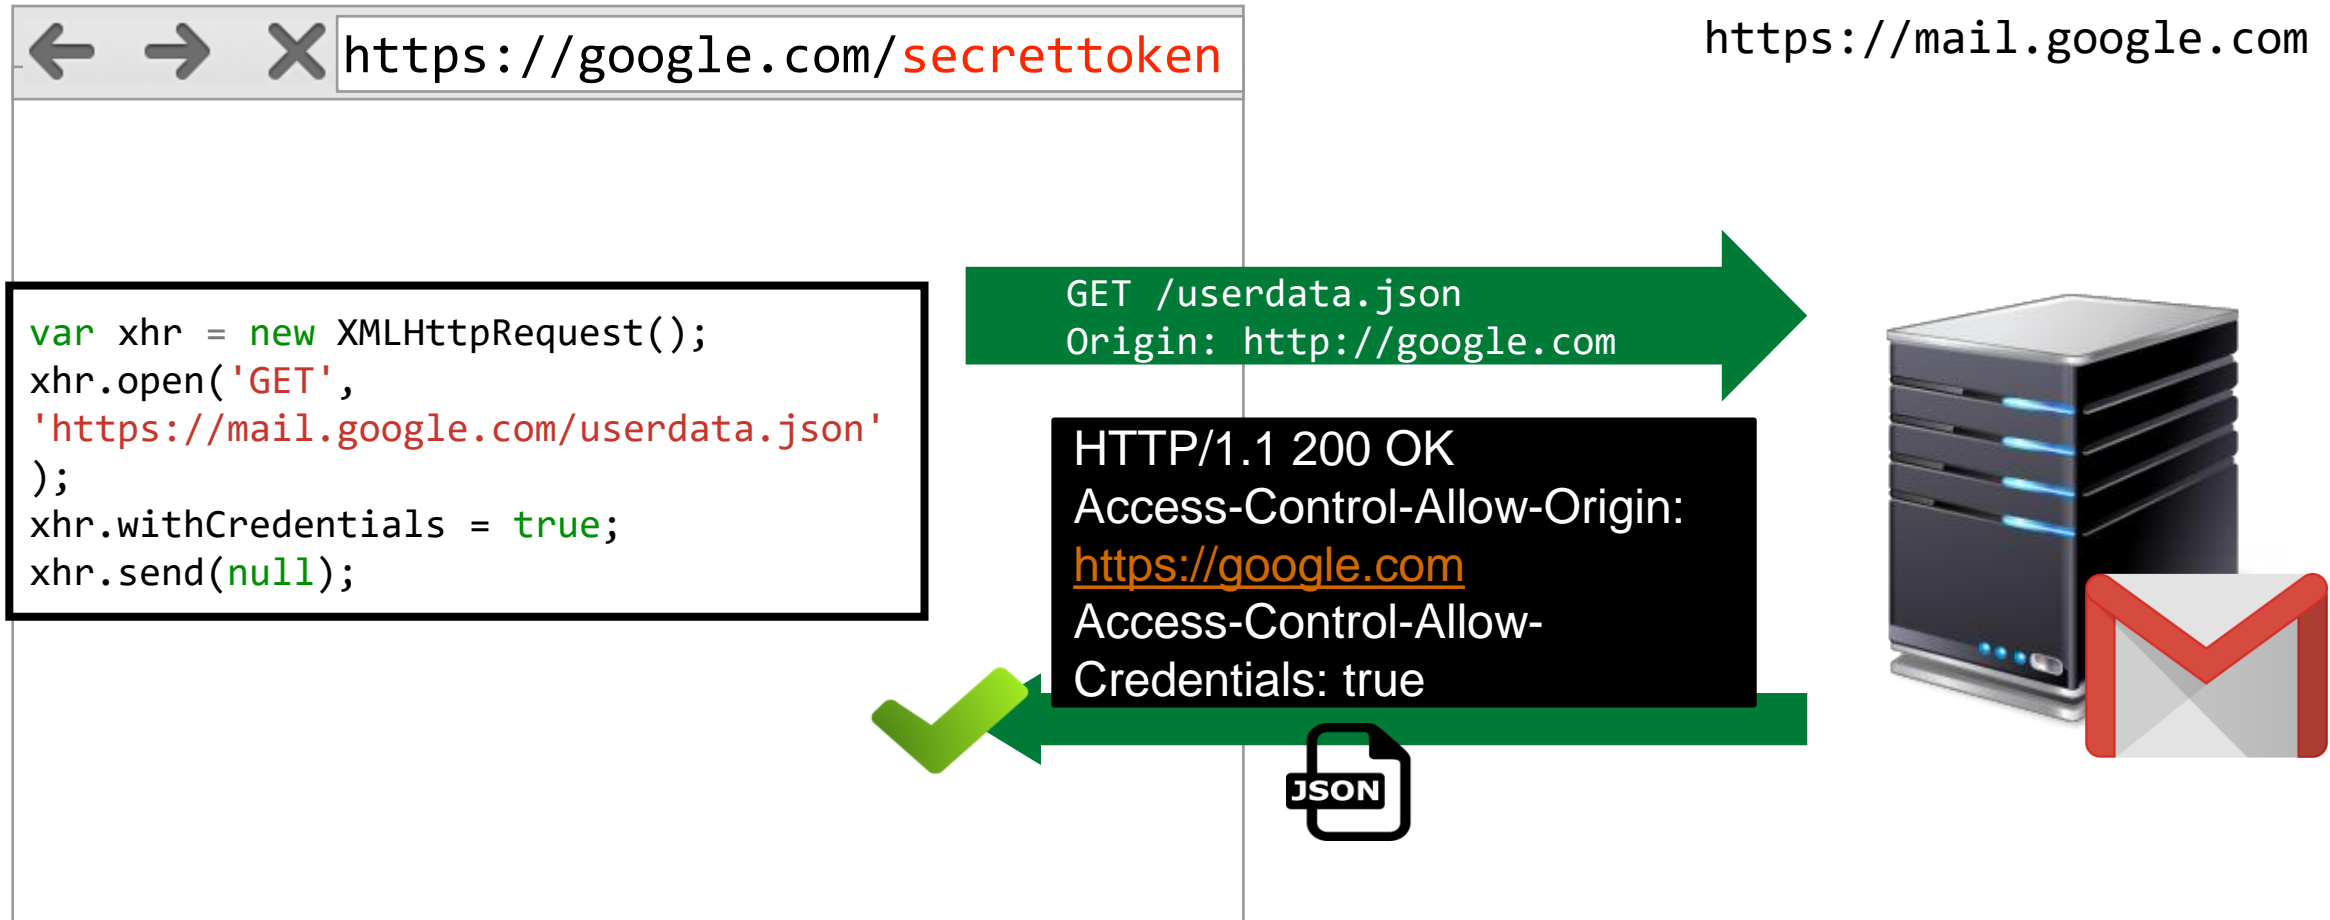 https://google.com/secrettoken
https://mail.google.com
var xhr = new XMLHttpRequest();
xhr.open('GET',
'https://mail.google.com/userdata.json'
);
xhr.withCredentials = true;
xhr.send(null);
GET /userdata.json
Origin: http://google.com
HTTP/1.1 200 OK
Access-Control-Allow-Origin:
https://google.com
Access-Control-Allow-
Credentials: true
JSON